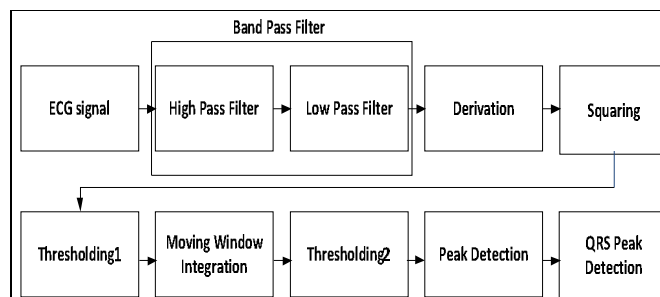 Band Pass Filter
ECG signal
High Pass Filter
Low Pass Filter
Derivation
Squaring
Thresholding1
Moving Window
Integration
Thresholding2
Peak Detection
QRS Peak
Detection